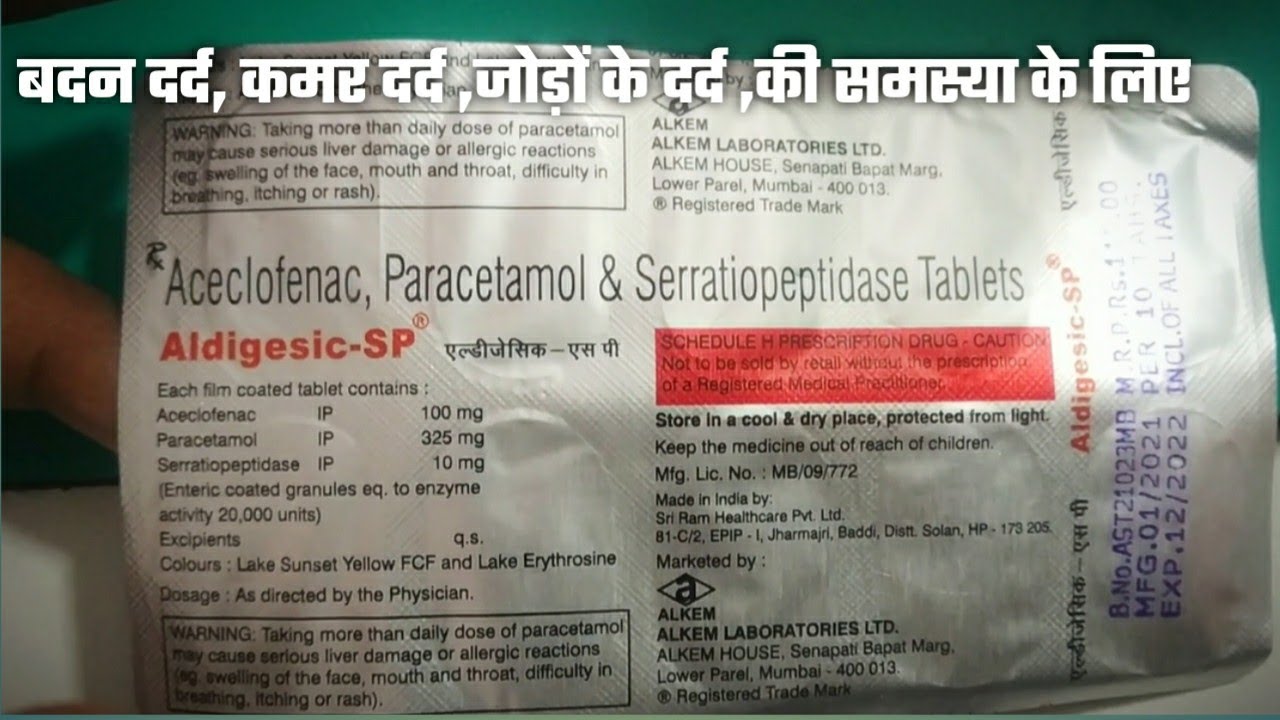 बदन दर्द, कमर दर्द ,जोड़ों के दर्द ,की समस्या के लिए
WARNING: Taking more than daily dose of paracetamol
may cause serious liver damage or allergic reactions
(eg. swelling of the face, mouth and throat, difficulty in
breathing, itching or rash).
ALKEM
ALKEM LABORATORIES LTD.
ALKEM HOUSE, Senapati Bapat Marg,
Lower Parel, Mumbai - 400 013.
® Registered Trade Mark
Rx Aceclofenac, Paracetamol & Serratiopeptidase Tablets
Aldigesic-SP® एल्डीजेसिक – एस पी
Each film coated tablet contains :
Aceclofenac IP 100 mg
Paracetamol IP 325 mg
Serratiopeptidase IP 10 mg
(Enteric coated granules eq. to enzyme
activity 20,000 units)
Excipients q.s.
Colours : Lake Sunset Yellow FCF and Lake Erythrosine
Dosage : As directed by the Physician.
WARNING: Taking more than daily dose of paracetamol
may cause serious liver damage or allergic reactions
(eg. swelling of the face, mouth and throat, difficulty in
breathing, itching or rash).
SCHEDULE H PRESCRIPTION DRUG - CAUTION
Not to be sold by retail without the prescription
of a Registered Medical Practitioner.
Store in a cool & dry place, protected from light.
Keep the medicine out of reach of children.
Mfg. Lic. No. : MB/09/772
Made in India by:
Sri Ram Healthcare Pvt. Ltd.
81-C/2, EPIP - I, Jharmajri, Baddi, Distt. Solan, HP - 173 205.
Marketed by :
a
ALKEM
ALKEM LABORATORIES LTD.
ALKEM HOUSE, Senapati Bapat Marg,
Lower Parel, Mumbai - 400 013.
® Registered Trade Mark
एल्डीजेसिक
Aldigesic-SP®
एल्डीजेसिक – एस पी
B.No.AST21023MB M.R.P.Rs.
MFG.01/2021 PER 10 TABS.
EXP.12/2022 INCL.OF ALL TAXES